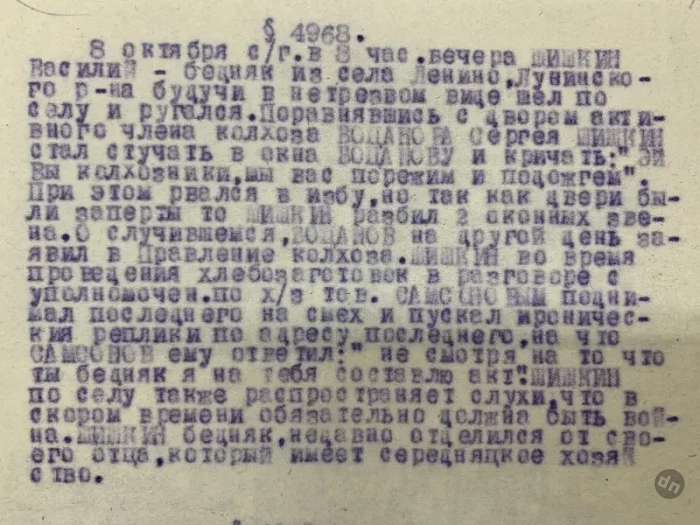 § 4968.
8 октября с/г.в 8 час.вечера ШИШКИН
Василий - бедняк из села Ленино,Лунинско-
го р-на будучи в нетрезвом виде шел по
селу и ругался.Поравнявшись с двором акти-
вного члена колхоза ВОДАНОВА Сергея ШИШКИН
стал стучать в окна ВОДАНОВУ и кричать:"ЭЙ
Вы колхозники,мы вас порежим и подожгем".
При этом рвался в избу,но так как двери бы-
ли заперты то ШИШКИН разбил 2 оконных зве-
на.О случившемся,ВОДАНОВ на другой день за-
явил в Правление колхоза.ШИШКИН во время
проведения хлебозаготовок в разговоре с
уполномочен.по х/з тов. САМСОНОВЫМ подни-
мал последнего на смех и пускал ироничес-
кия реплики по адресу последнего,на что
САМСОНОВ ему ответил:" не смотря на то что
ты бедняк я на тебя составлю акт".ШИШКИН
по селу также распространяет слухи,что в
скором времени обязательно должна быть вой-
на.ШИШКИН бедняк,недавно отделился от сво-
его отца,который имеет середняцкое хозяй
ство.
dn